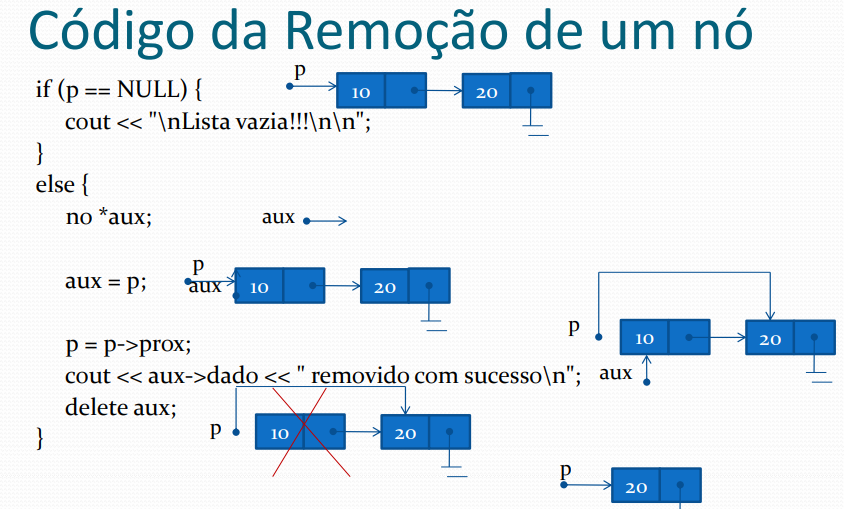 Código da Remoção de um nó
p
if (p == NULL) {
10 20
cout << "\nLista vazia!!!\n\n";
}
else {
no *aux;
aux
p
aux = p;
aux
10 20
p
10 20
p = p->prox;
cout << aux->dado << " removido com sucesso\n";
aux
delete aux;
}
p
10 20
p
20